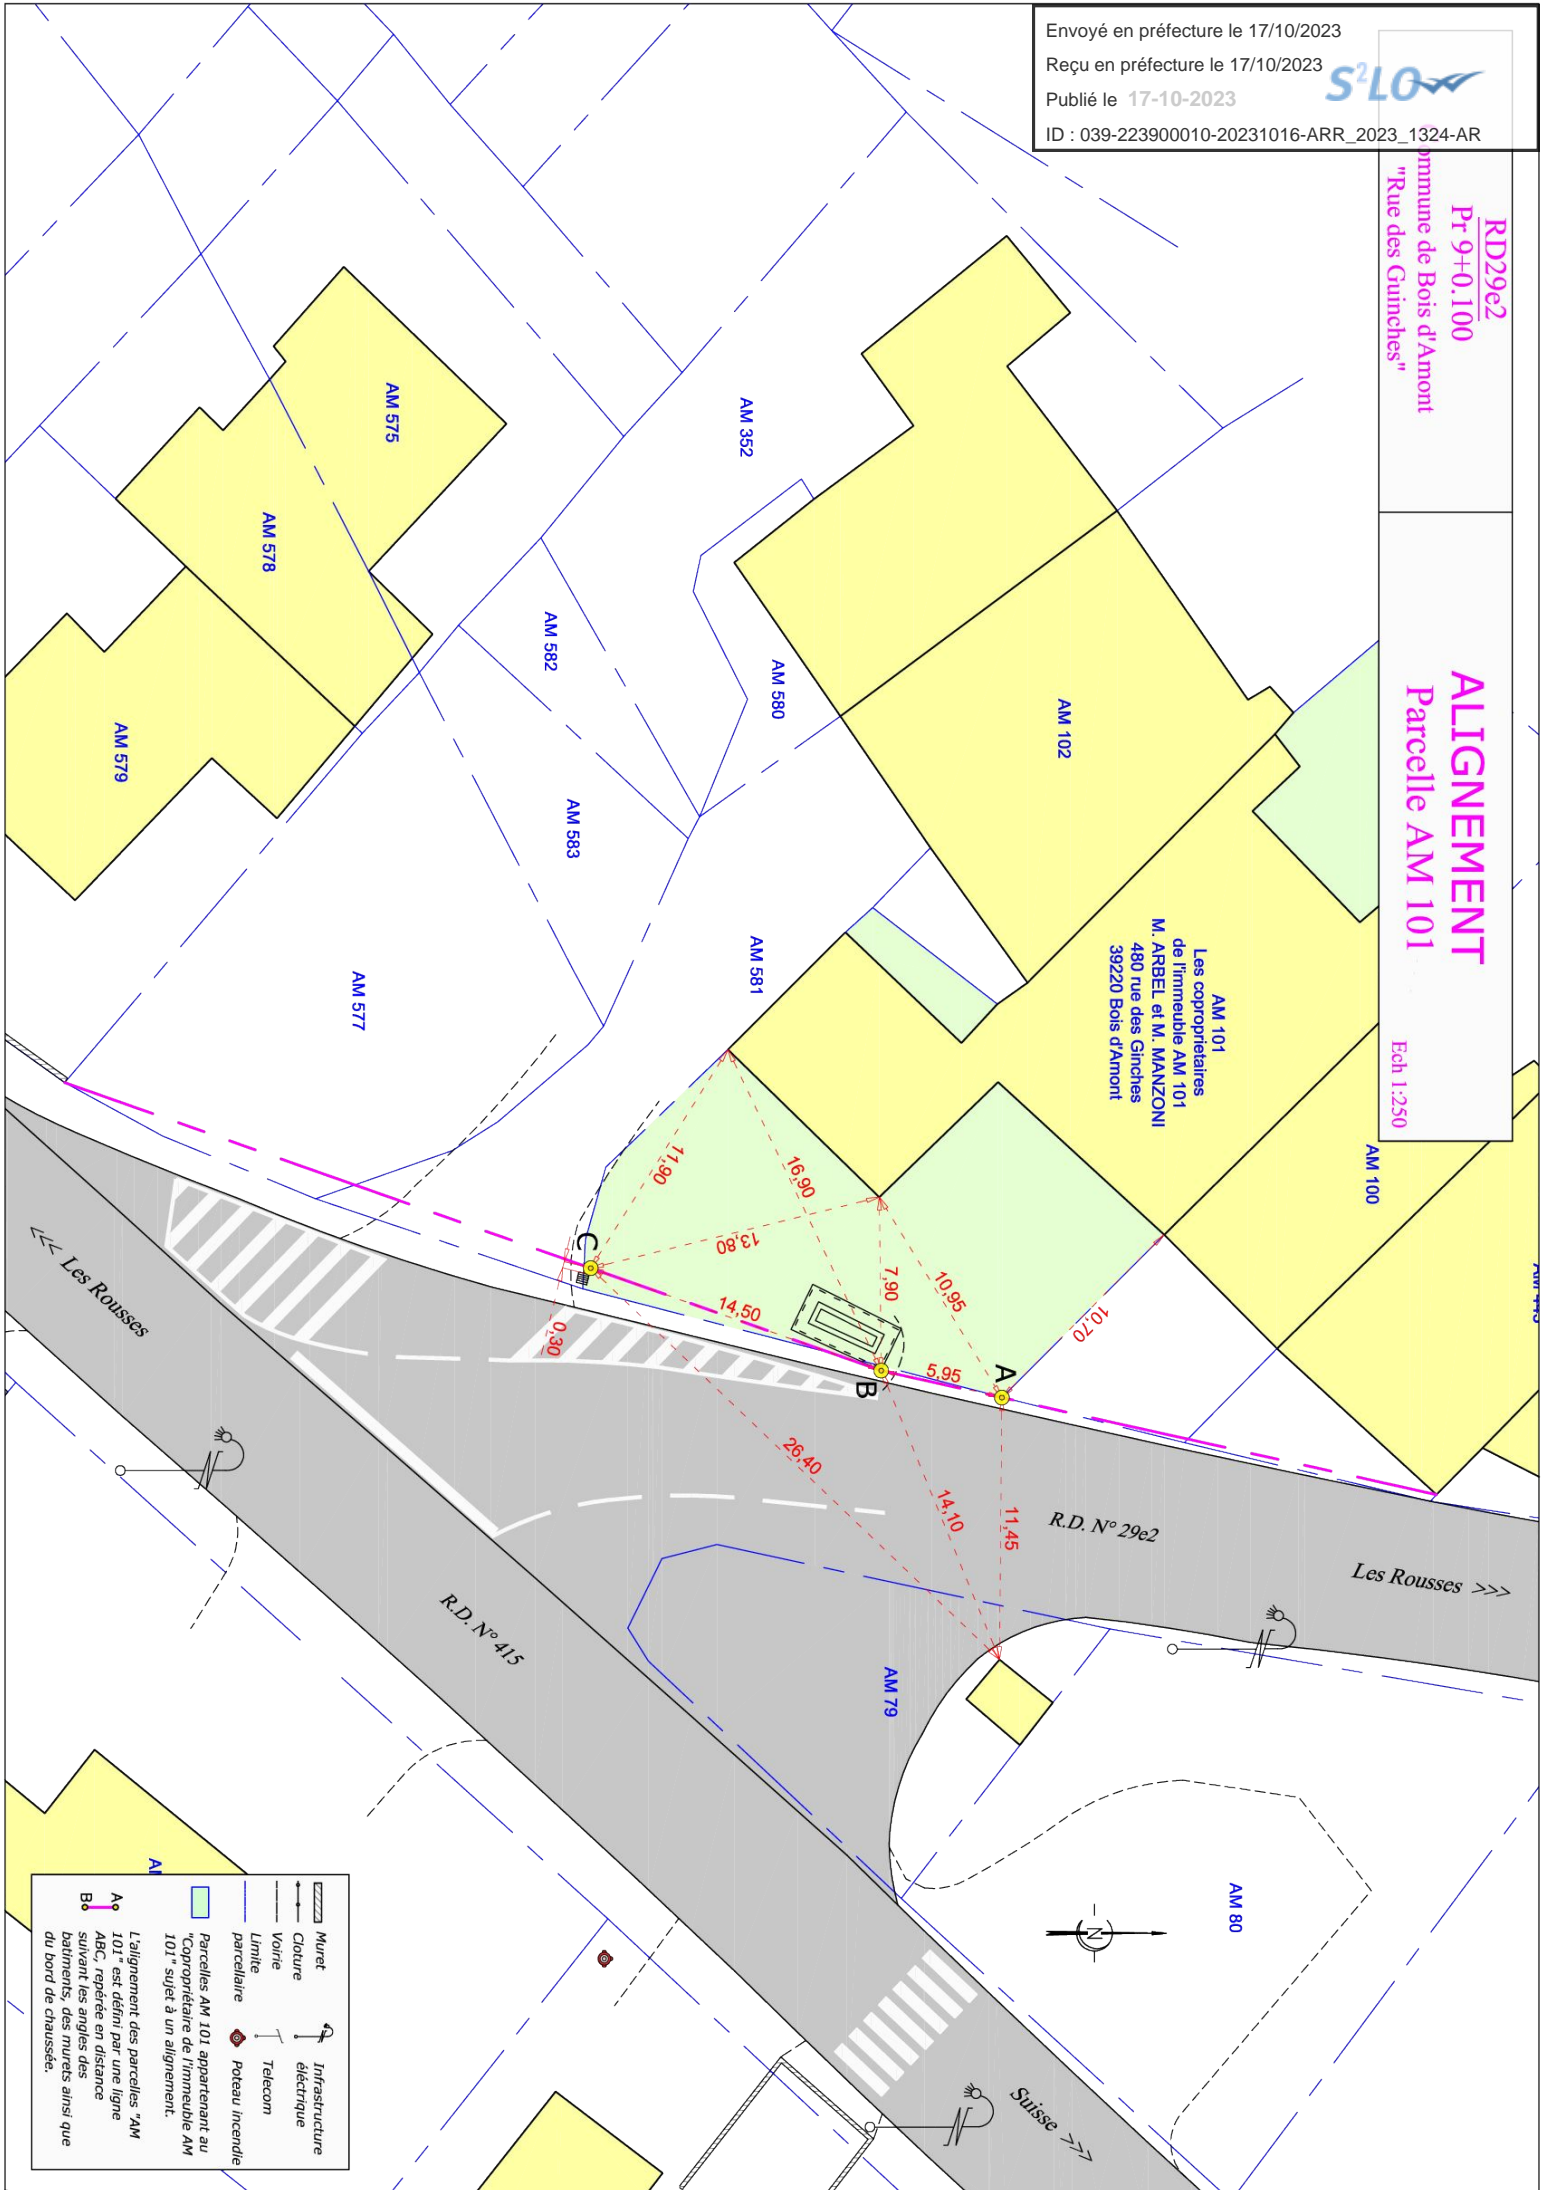 Envoyé en préfecture le 17/10/2023
Reçu en préfecture le 17/10/2023
Publié le 17-10-2023
S²LO
ID : 039-223900010-20231016-ARR_2023_1324-AR
RD29e2
Pr 9+0.100
Commune de Bois d'Amont
"Rue des Guinches"
ALIGNEMENT
Parcelle AM 101
Ech 1:250
AM 575
AM 578
AM 579
AM 352
AM 582
AM 580
AM 583
AM 102
AM 577
AM 581
AM 101
Les coproprietaires
de l'immeuble AM 101
M. ARBEL et M. MANZONI
480 rue des Ginches
39220 Bois d'Amont
AM 100
11,90
16,90
13,80
7,90
10,95
10,70
14,50
5,95
0,30
26,40
14,10
11,45
A
B
C
<<< Les Rousses
R.D. N° 29e2
Les Rousses >>>
R.D. N° 415
Suisse >>>
AM 79
AM 80
N
Muret
Cloture
Voirie
Limite
parcellaire
Infrastructure
éléctrique
Telecom
Poteau incendie
Parcelles AM 101 appartenant au
"Copropriétaire de l'immeuble AM
101" sujet à un alignement.
A
B
L'alignement des parcelles "AM
101" est défini par une ligne
ABC, repérée en distance
suivant les angles des
batiments, des murets ainsi que
du bord de chaussée.